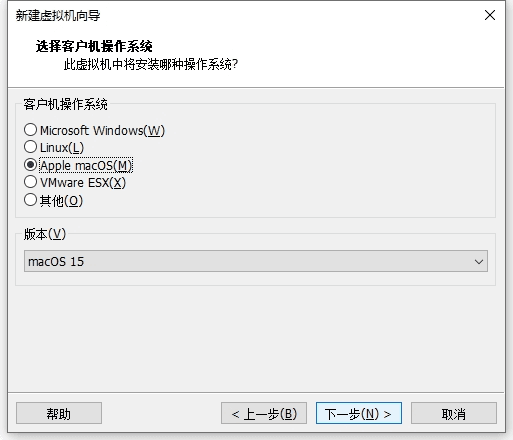 新建虚拟机向导
选择客户机操作系统
此虚拟机中将安装哪种操作系统?
客户机操作系统
Microsoft Windows(W)
Linux(L)
Apple macOS(M)
VMware ESX(X)
其他(O)
版本(V)
macOS 15
帮助
< 上一步(B)
下一步(N) >
取消